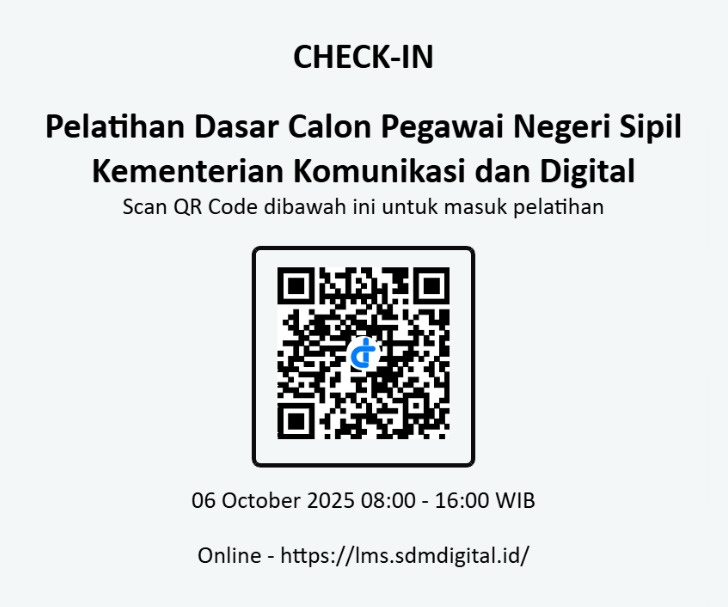 CHECK-IN
Pelatihan Dasar Calon Pegawai Negeri Sipil
Kementerian Komunikasi dan Digital
Scan QR Code dibawah ini untuk masuk pelatihan
06 October 2025 08:00 - 16:00 WIB
Online - https://lms.sdmdigital.id/